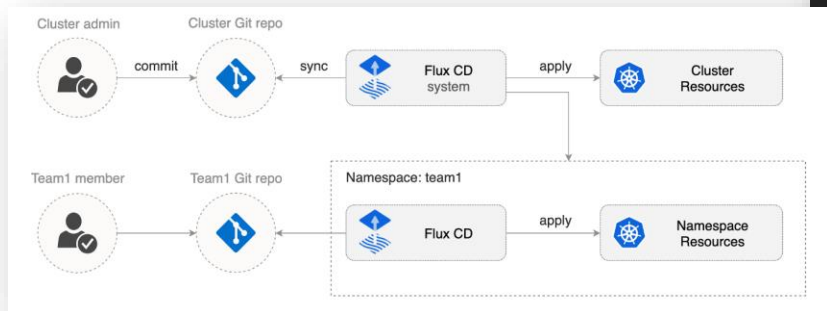 Cluster admin
Cluster Git repo
commit
sync
Flux CD
system
apply
Cluster
Resources
Team1 member
Team1 Git repo
Namespace: team1
Flux CD
apply
Namespace
Resources